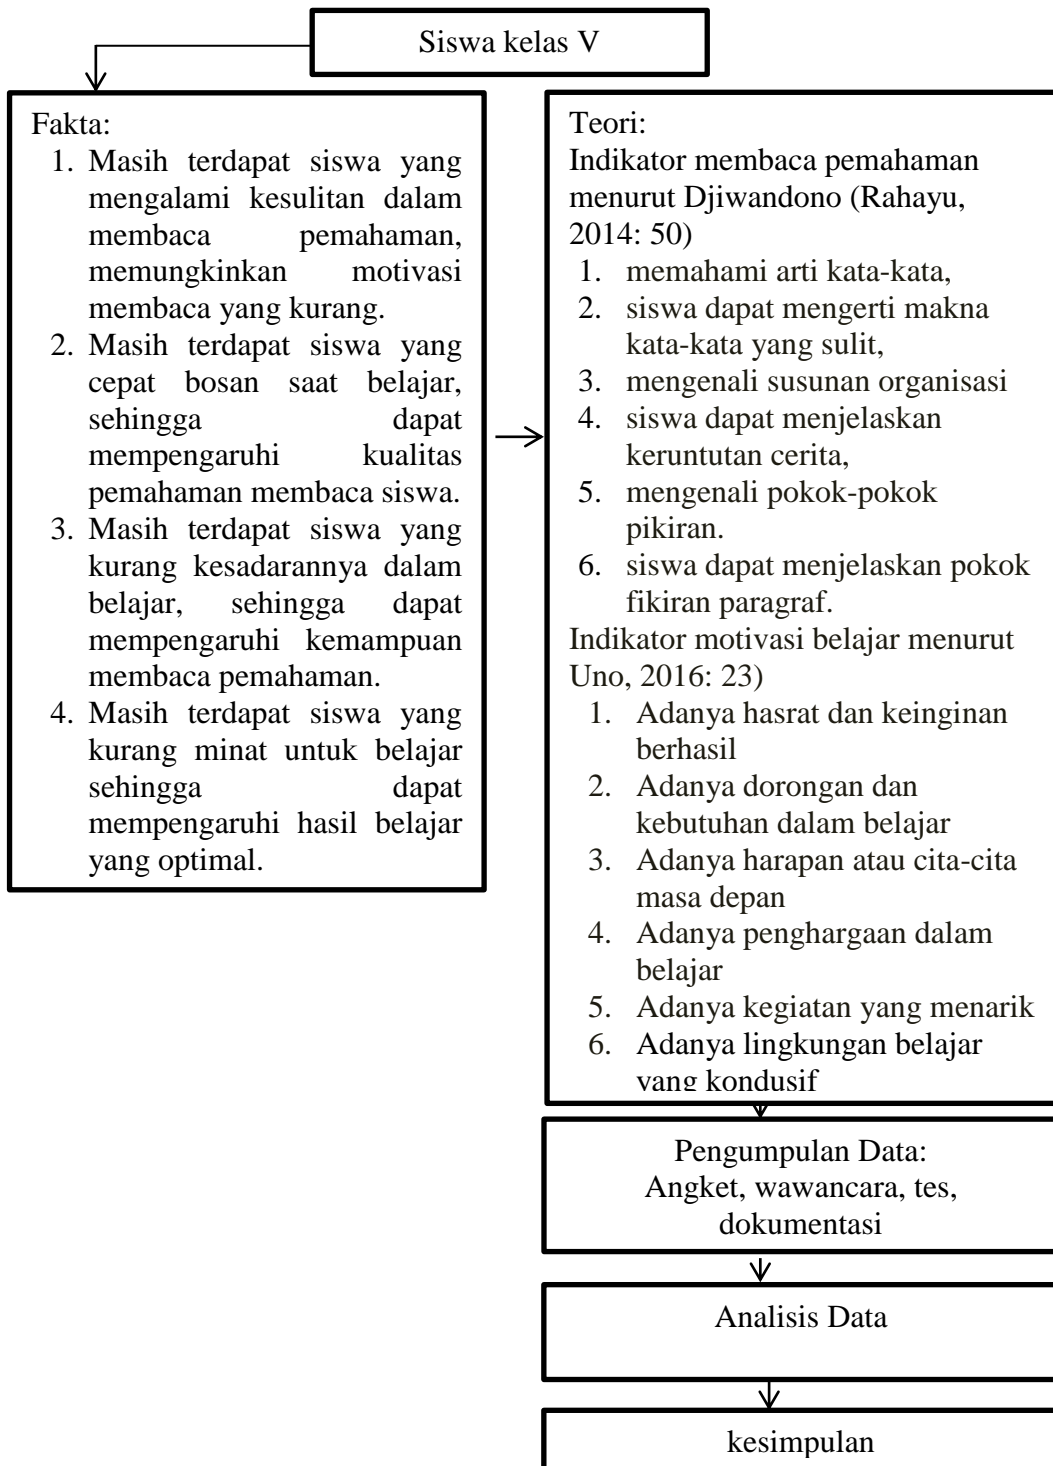 Siswa kelas V
Fakta:
1. Masih terdapat siswa yang
mengalami kesulitan dalam
membaca pemahaman,
memungkinkan motivasi
membaca yang kurang.
2. Masih terdapat siswa yang
cepat bosan saat belajar,
sehingga dapat
mempengaruhi kualitas
pemahaman membaca siswa.
3. Masih terdapat siswa yang
kurang kesadarannya dalam
belajar, sehingga dapat
mempengaruhi kemampuan
membaca pemahaman.
4. Masih terdapat siswa yang
kurang minat untuk belajar
sehingga dapat
mempengaruhi hasil belajar
yang optimal.
Teori:
Indikator membaca pemahaman
menurut Djiwandono (Rahayu,
2014: 50)
1. memahami arti kata-kata,
2. siswa dapat mengerti makna
kata-kata yang sulit,
3. mengenali susunan organisasi
4. siswa dapat menjelaskan
keruntutan cerita,
5. mengenali pokok-pokok
pikiran.
6. siswa dapat menjelaskan pokok
fikiran paragraf.
Indikator motivasi belajar menurut
Uno, 2016: 23)
1. Adanya hasrat dan keinginan
berhasil
2. Adanya dorongan dan
kebutuhan dalam belajar
3. Adanya harapan atau cita-cita
masa depan
4. Adanya penghargaan dalam
belajar
5. Adanya kegiatan yang menarik
6. Adanya lingkungan belajar
yang kondusif
Pengumpulan Data:
Angket, wawancara, tes,
dokumentasi
Analisis Data
kesimpulan